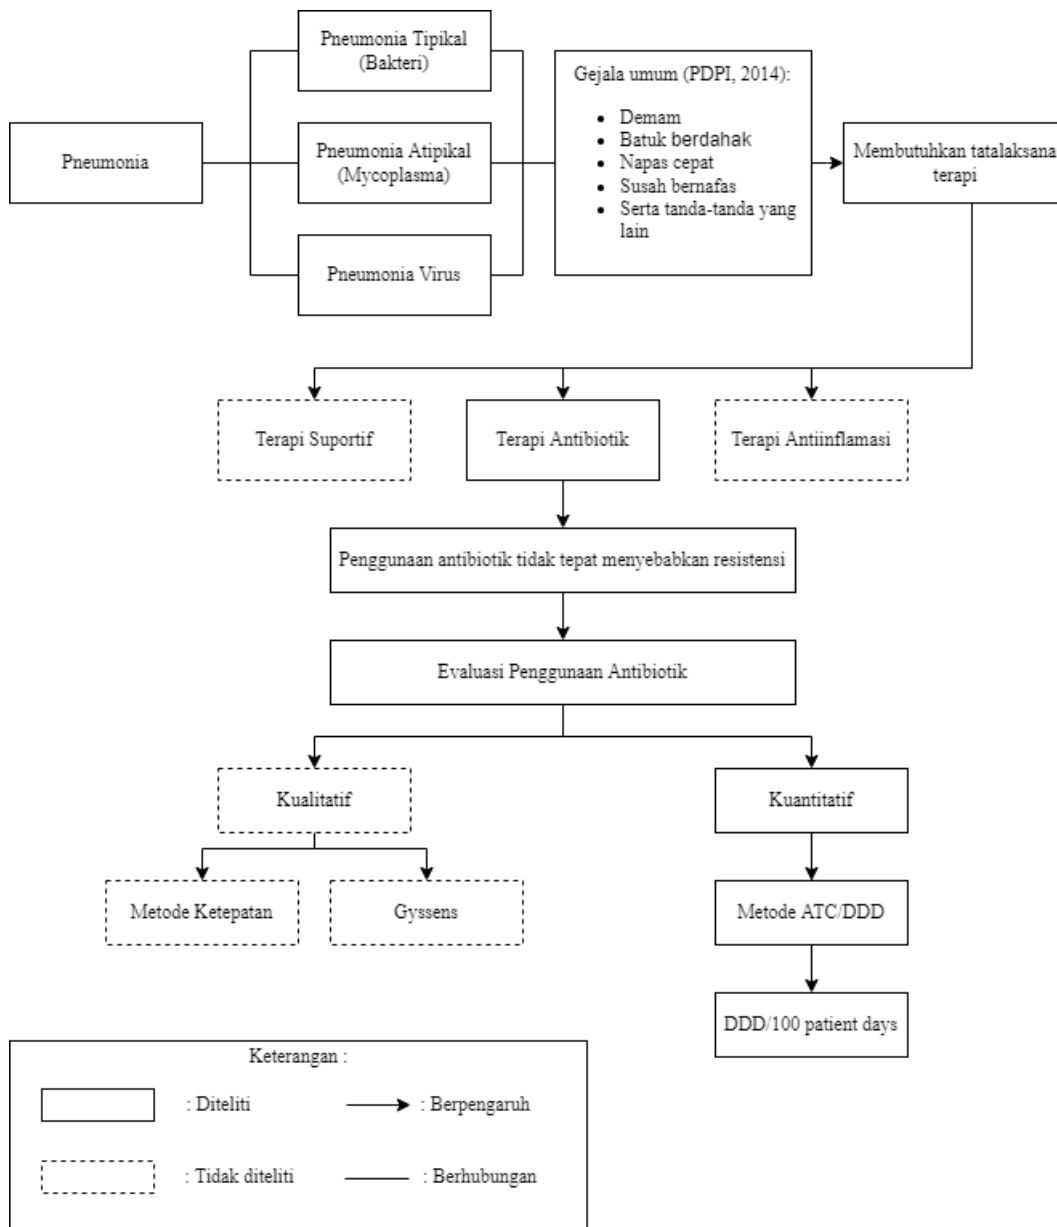 Pneumonia
Pneumonia Tipikal
(Bakteri)
Pneumonia Atipikal
(Mycoplasma)
Pneumonia Virus
Gejala umum (PDPI, 2014):
• Demam
• Batuk berdahak
• Napas cepat
• Susah bernafas
• Serta tanda-tanda yang
lain
Membutuhkan tatalaksana
terapi
Terapi Suportif
Terapi Antibiotik
Terapi Antiinflamasi
Penggunaan antibiotik tidak tepat menyebabkan resistensi
Evaluasi Penggunaan Antibiotik
Kualitatif
Kuantitatif
Metode Ketepatan
Gyssens
Metode ATC/DDD
DDD/100 patient days
Keterangan :
: Diteliti
: Berpengaruh
: Tidak diteliti
: Berhubungan